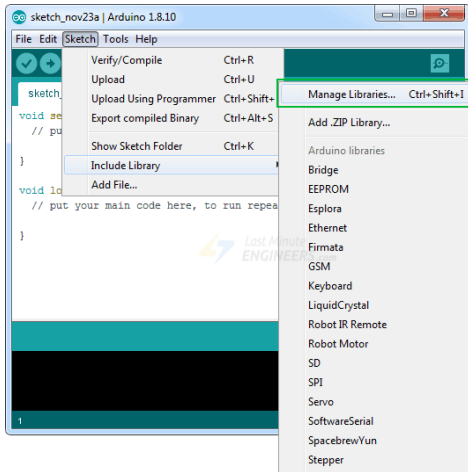 sketch_nov23a | Arduino 1.8.10
File Edit Sketch Tools Help
Verify/Compile Ctrl+R
Upload Ctrl+U
Upload Using Programmer Ctrl+Shift+
Export compiled Binary Ctrl+Alt+S
Show Sketch Folder Ctrl+K
Include Library
Add File...
sketch_
void se
// pu
}
void lo
// put your main code here, to run repea
}
Manage Libraries... Ctrl+Shift+I
Add .ZIP Library...
Arduino libraries
Bridge
EEPROM
Esplora
Ethernet
Firmata
GSM
Keyboard
LiquidCrystal
Robot IR Remote
Robot Motor
SD
SPI
Servo
SoftwareSerial
SpacebrewYun
Stepper
Last Minute
ENGINEERS.com
1